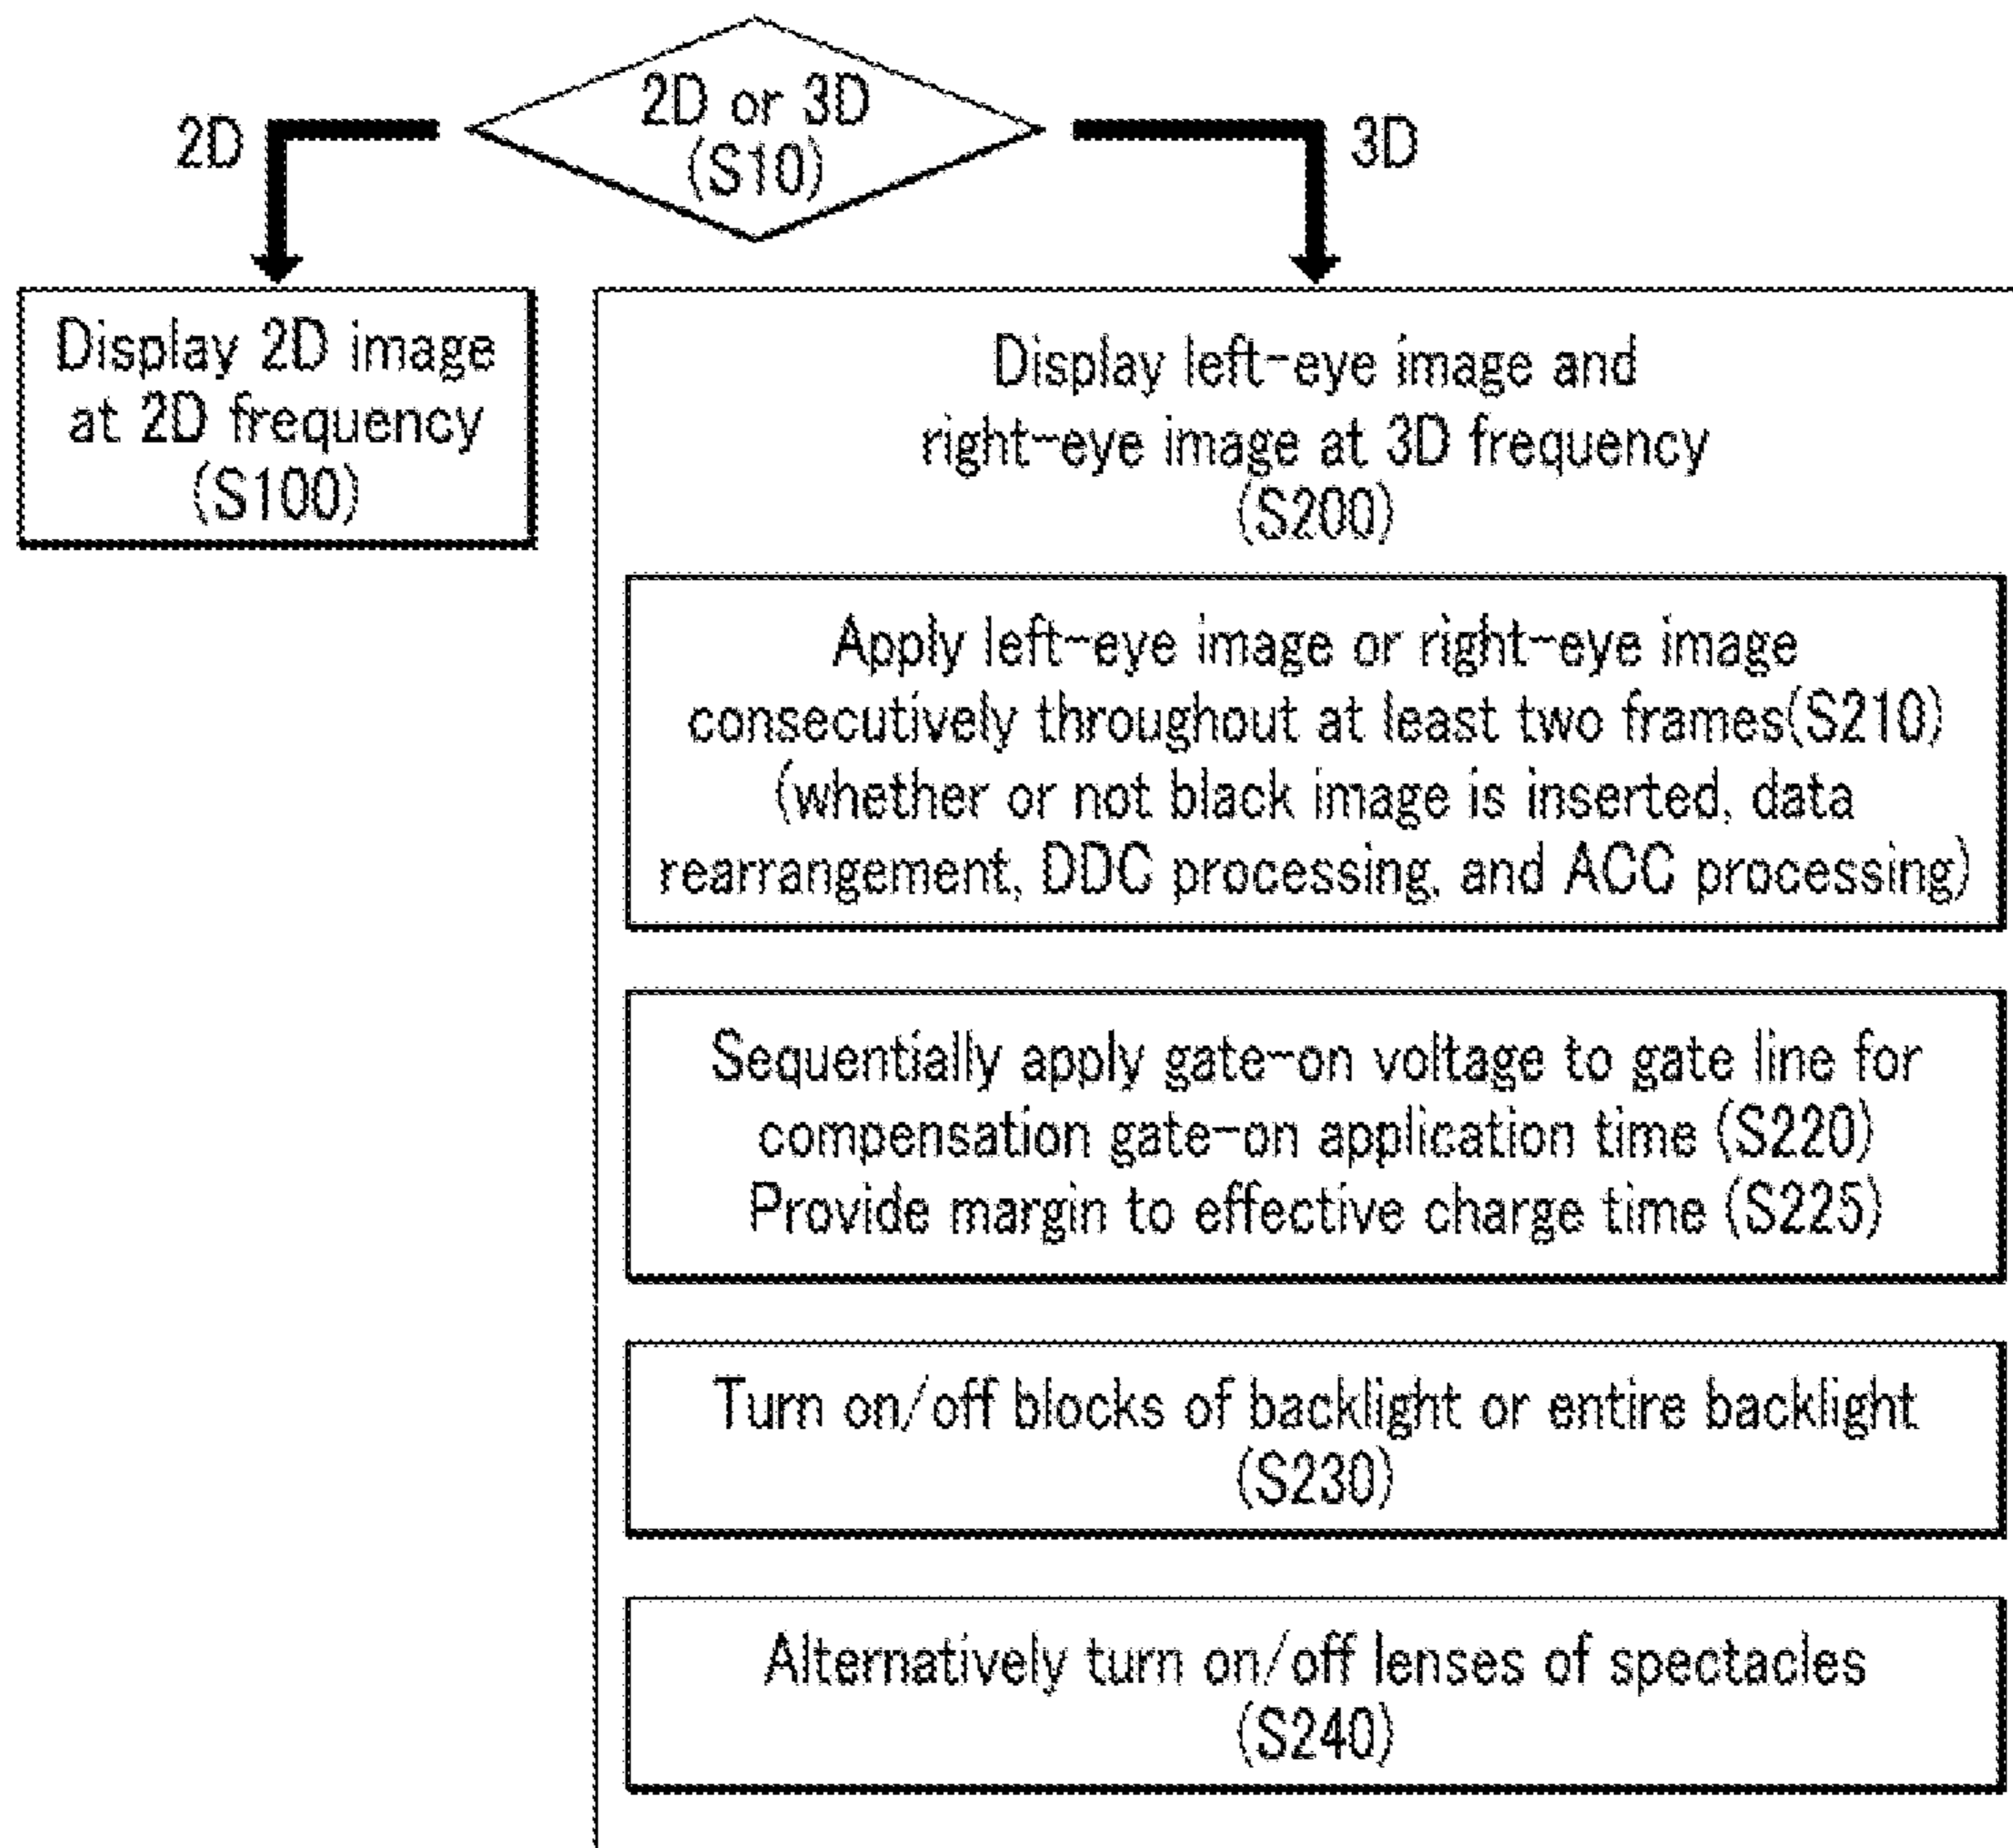 2D or 3D
(S10)
2D
3D
Display 2D image
at 2D frequency
(S100)
Display left-eye image and
right-eye image at 3D frequency
(S200)
Apply left-eye image or right-eye image
consecutively throughout at least two frames(S210)
(whether or not black image is inserted, data
rearrangement, DDC processing, and ACC processing)
Sequentially apply gate-on voltage to gate line for
compensation gate-on application time (S220)
Provide margin to effective charge time (S225)
Turn on/off blocks of backlight or entire backlight
(S230)
Alternatively turn on/off lenses of spectacles
(S240)